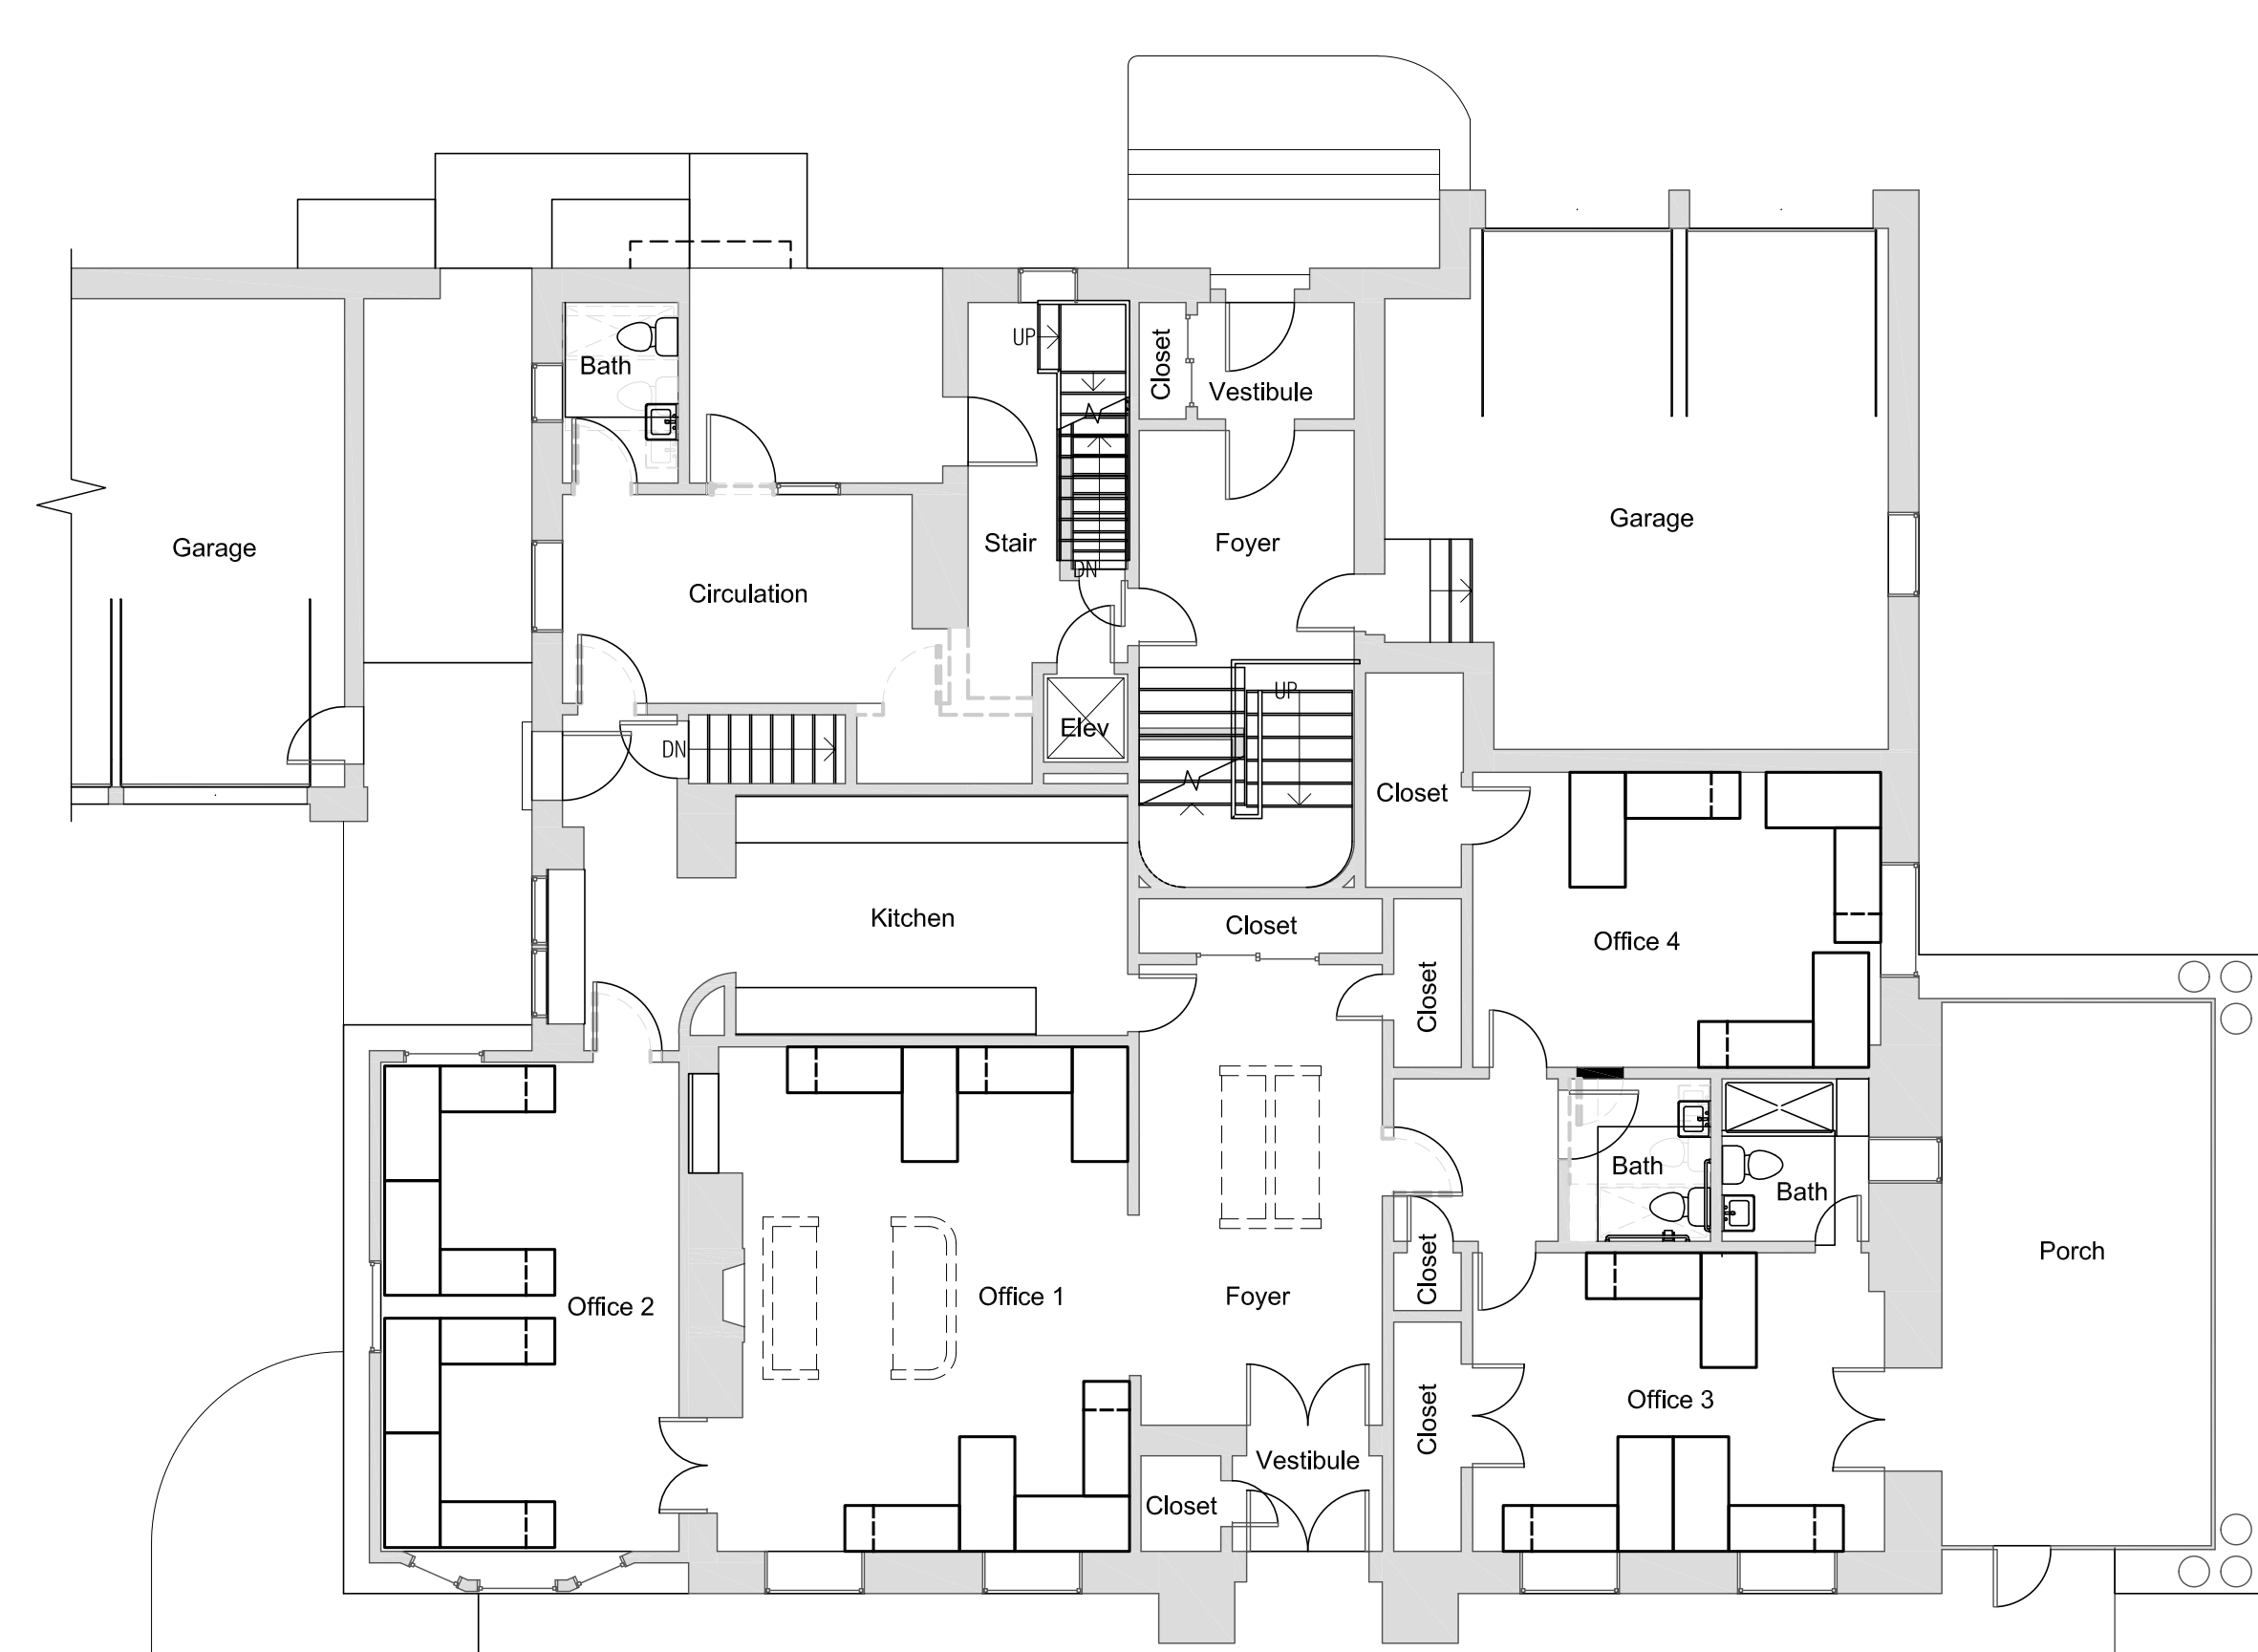 UP
Closet
Bath
Vestibule
Garage
Stair
Foyer
Garage
DN
Circulation
UP
Elev
DN
Closet
Kitchen
Closet
Office 4
Closet
Bath
Bath
Porch
Closet
Office 1
Foyer
Office 2
Office 3
Closet
Vestibule
Closet